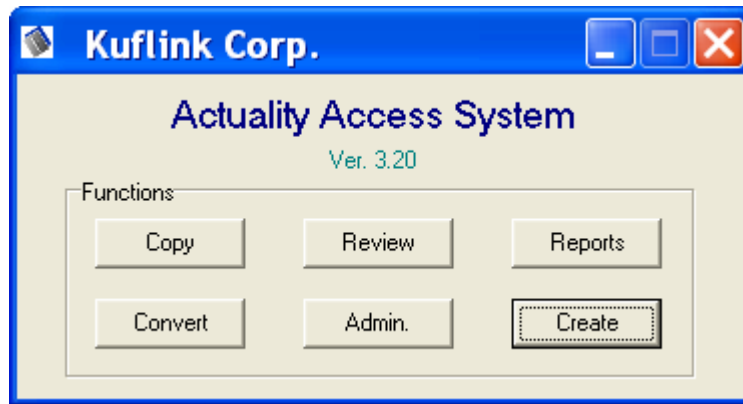 Kuflink Corp.
Actuality Access System
Ver. 3.20
Functions
Copy Review Reports
Convert Admin. Create